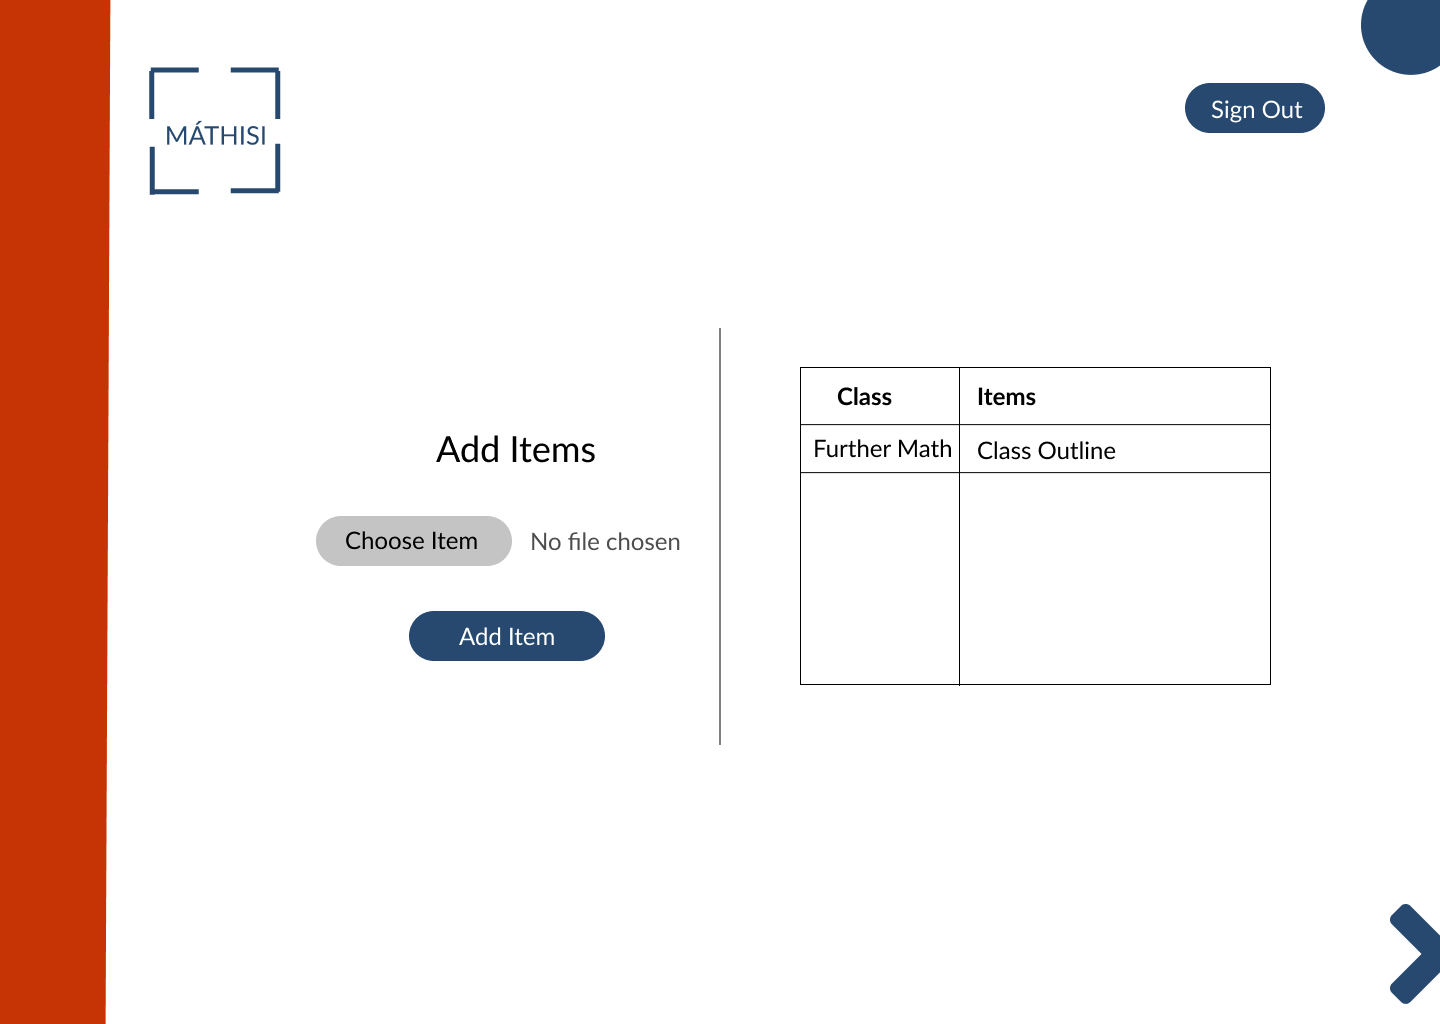 MÁTHISI
Sign Out
Add Items
Choose Item No file chosen
Add Item
Class Items
Further Math Class Outline